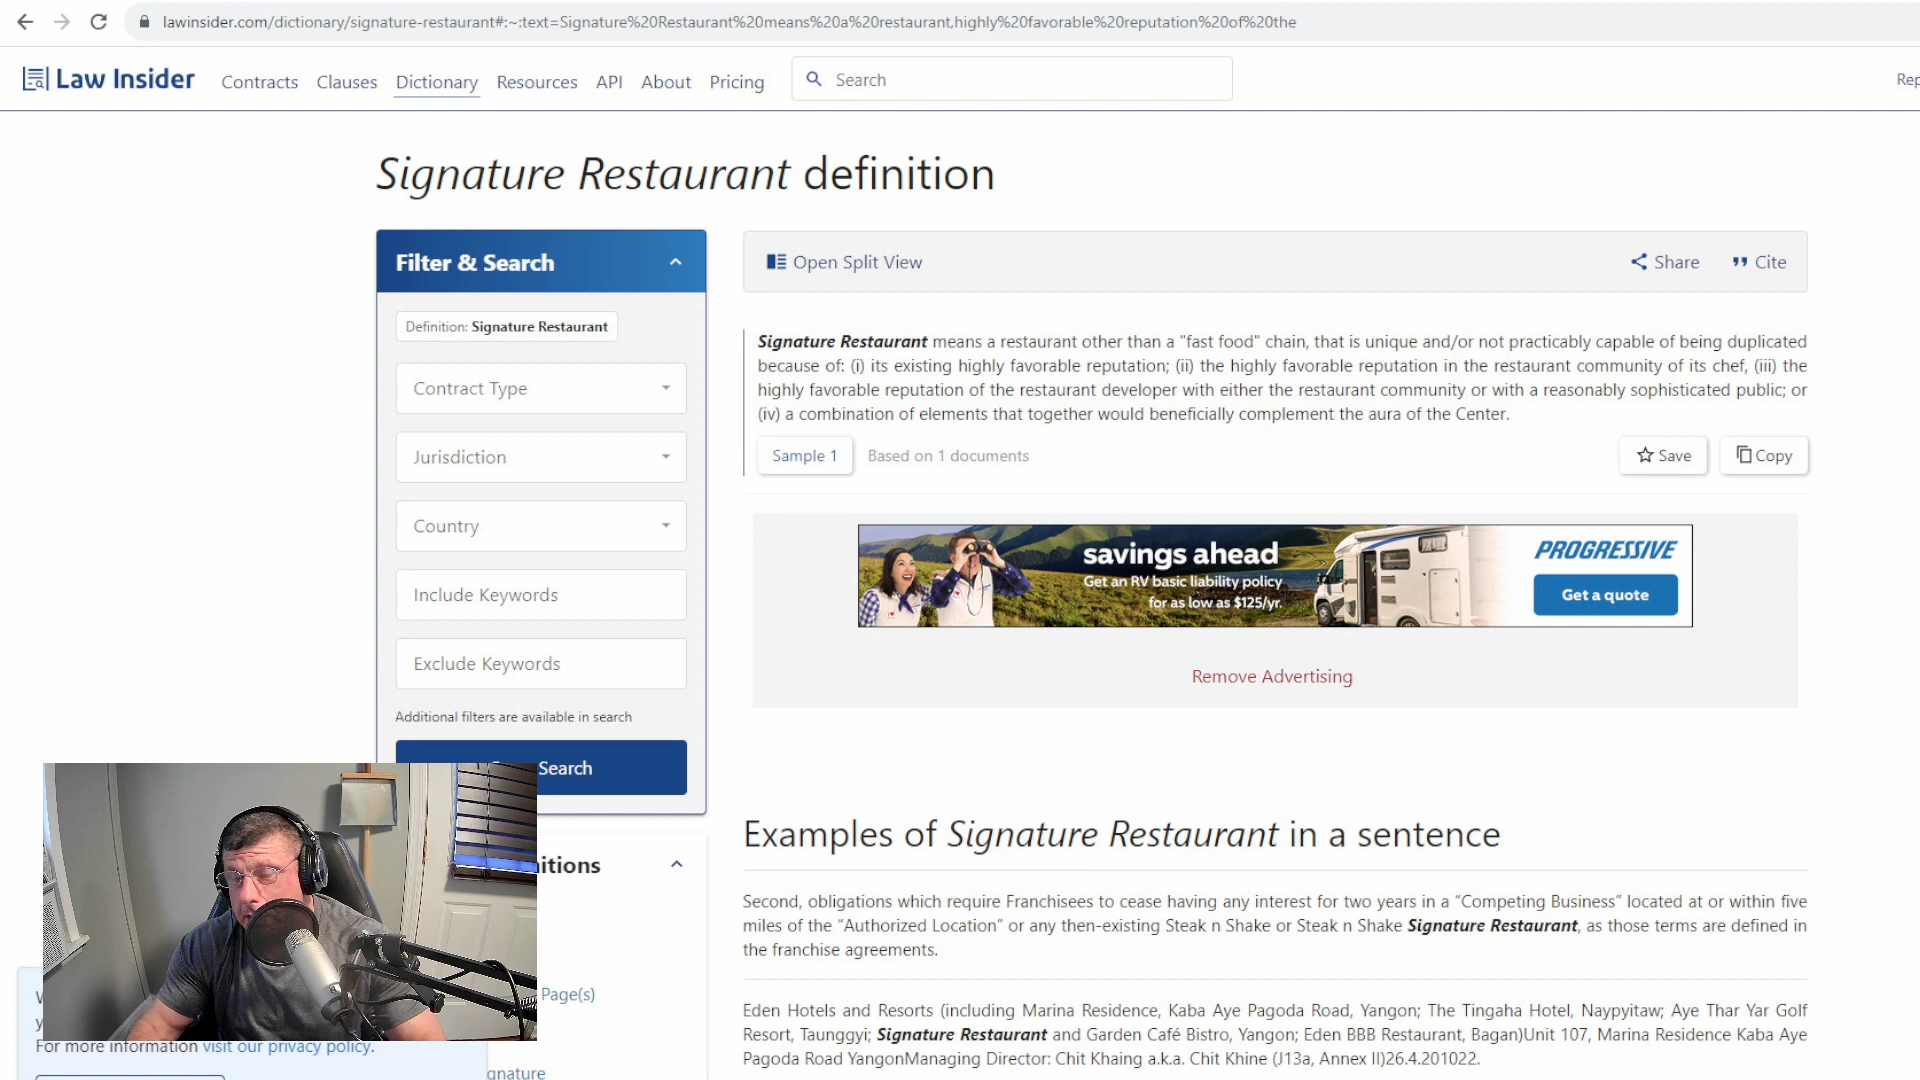 lawinsider.com/dictionary/signature-restaurant#:~:text=Signature%20Restaurant%20means%20a%20restaurant,highly%20favorable%20reputation%20of%20the
Law Insider
Contracts Clauses Dictionary Resources API About Pricing
Search
Signature Restaurant definition
Filter & Search
Definition: Signature Restaurant
Contract Type
Jurisdiction
Country
Include Keywords
Exclude Keywords
Additional filters are available in search
Search
Open Split View
Share
Cite
Signature Restaurant means a restaurant other than a "fast food" chain, that is unique and/or not practicably capable of being duplicated
because of: (i) its existing highly favorable reputation; (ii) the highly favorable reputation in the restaurant community of its chef, (iii) the
highly favorable reputation of the restaurant developer with either the restaurant community or with a reasonably sophisticated public; or
(iv) a combination of elements that together would beneficially complement the aura of the Center.
Sample 1 Based on 1 documents
Save
Copy
savings ahead
Get an RV basic liability policy
for as low as $125/yr.
PROGRESSIVE
Get a quote
Remove Advertising
Examples of Signature Restaurant in a sentence
Second, obligations which require Franchisees to cease having any interest for two years in a “Competing Business” located at or within five
miles of the “Authorized Location” or any then-existing Steak n Shake or Steak n Shake Signature Restaurant, as those terms are defined in
the franchise agreements.
Eden Hotels and Resorts (including Marina Residence, Kaba Aye Pagoda Road, Yangon; The Tingaha Hotel, Naypyitaw; Aye Thar Yar Golf
Resort, Taunggyi; Signature Restaurant and Garden Café Bistro, Yangon; Eden BBB Restaurant, Bagan)Unit 107, Marina Residence Kaba Aye
Pagoda Road YangonManaging Director: Chit Khaing a.k.a. Chit Khine (J13a, Annex II)26.4.201022.
itions
Page(s)
For more information visit our privacy policy.
gnature